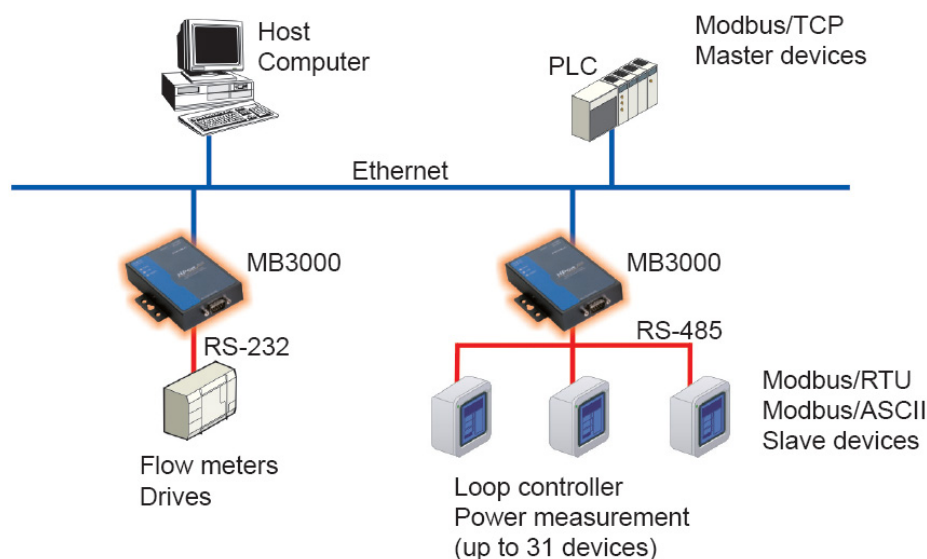 Host
Computer
PLC
Modbus/TCP
Master devices
Ethernet
MB3000
MB3000
RS-232
RS-485
Flow meters
Drives
Loop controller
Power measurement
(up to 31 devices)
Modbus/RTU
Modbus/ASCII
Slave devices